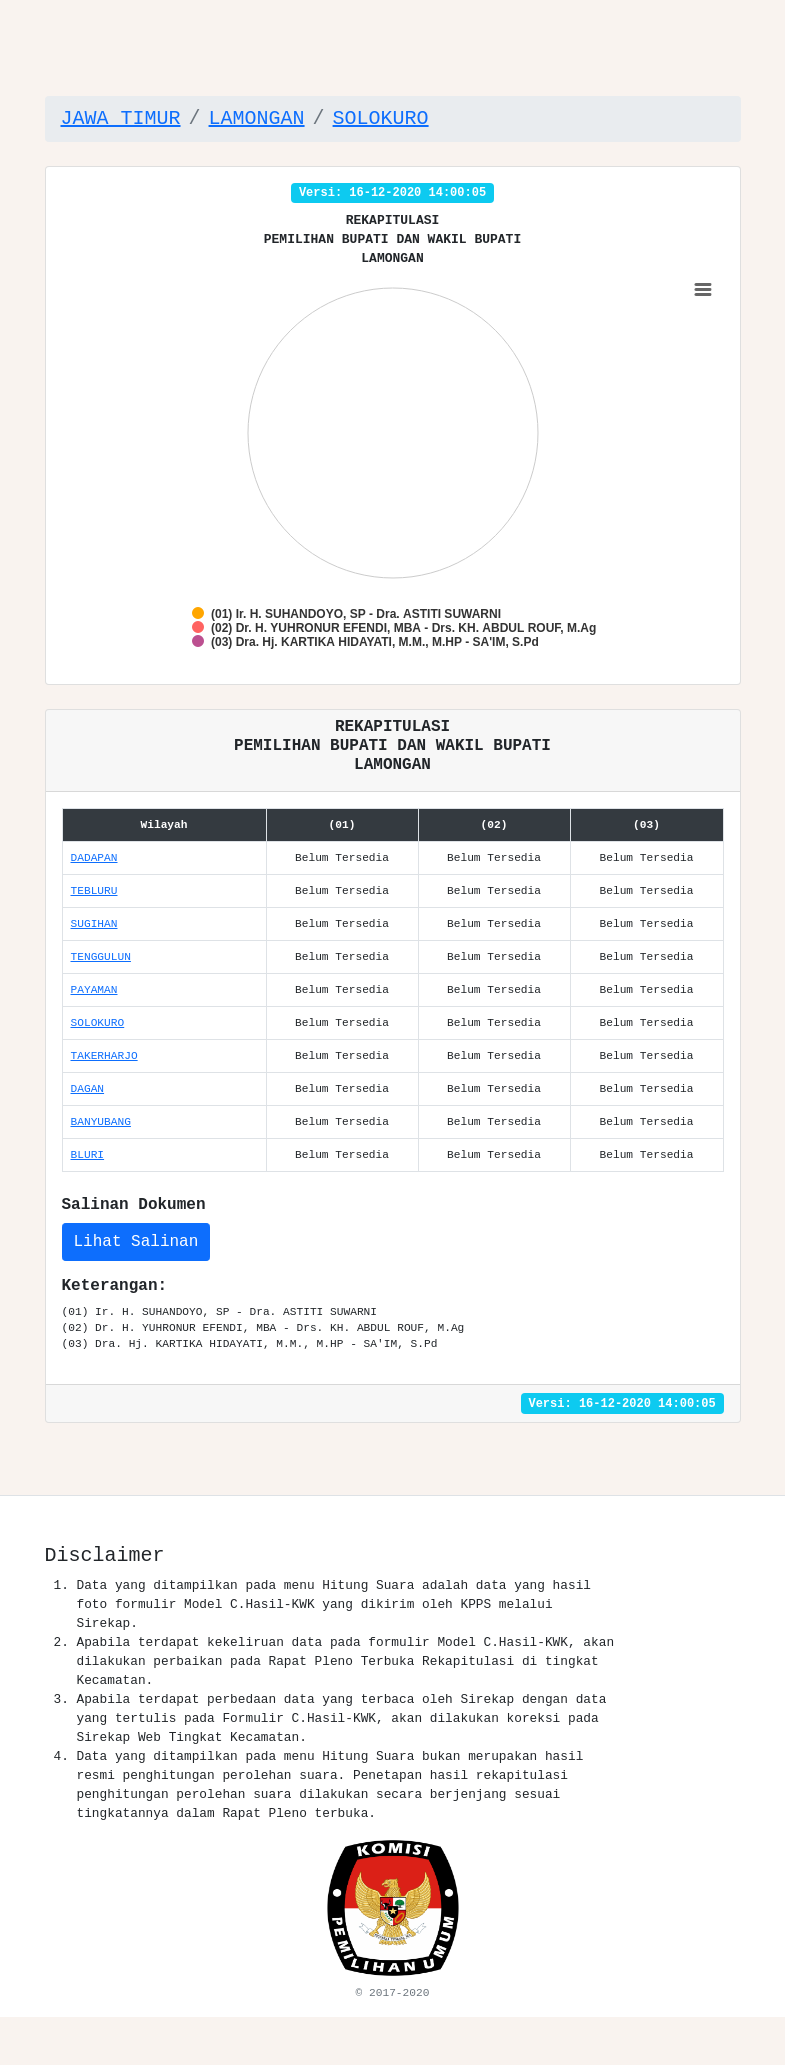 JAWA TIMUR / LAMONGAN / SOLOKURO
Versi: 16-12-2020 14:00:05
REKAPITULASI
PEMILIHAN BUPATI DAN WAKIL BUPATI
LAMONGAN
(01) Ir. H. SUHANDOYO, SP - Dra. ASTITI SUWARNI
(02) Dr. H. YUHRONUR EFENDI, MBA - Drs. KH. ABDUL ROUF, M.Ag
(03) Dra. Hj. KARTIKA HIDAYATI, M.M., M.HP - SA'IM, S.Pd
REKAPITULASI
PEMILIHAN BUPATI DAN WAKIL BUPATI
LAMONGAN
Wilayah (01) (02) (03)
DADAPAN Belum Tersedia Belum Tersedia Belum Tersedia
TEBLURU Belum Tersedia Belum Tersedia Belum Tersedia
SUGIHAN Belum Tersedia Belum Tersedia Belum Tersedia
TENGGULUN Belum Tersedia Belum Tersedia Belum Tersedia
PAYAMAN Belum Tersedia Belum Tersedia Belum Tersedia
SOLOKURO Belum Tersedia Belum Tersedia Belum Tersedia
TAKERHARJO Belum Tersedia Belum Tersedia Belum Tersedia
DAGAN Belum Tersedia Belum Tersedia Belum Tersedia
BANYUBANG Belum Tersedia Belum Tersedia Belum Tersedia
BLURI Belum Tersedia Belum Tersedia Belum Tersedia
Salinan Dokumen
Lihat Salinan
Keterangan:
(01) Ir. H. SUHANDOYO, SP - Dra. ASTITI SUWARNI
(02) Dr. H. YUHRONUR EFENDI, MBA - Drs. KH. ABDUL ROUF, M.Ag
(03) Dra. Hj. KARTIKA HIDAYATI, M.M., M.HP - SA'IM, S.Pd
Versi: 16-12-2020 14:00:05
Disclaimer
1. Data yang ditampilkan pada menu Hitung Suara adalah data yang hasil
foto formulir Model C.Hasil-KWK yang dikirim oleh KPPS melalui
Sirekap.
2. Apabila terdapat kekeliruan data pada formulir Model C.Hasil-KWK, akan
dilakukan perbaikan pada Rapat Pleno Terbuka Rekapitulasi di tingkat
Kecamatan.
3. Apabila terdapat perbedaan data yang terbaca oleh Sirekap dengan data
yang tertulis pada Formulir C.Hasil-KWK, akan dilakukan koreksi pada
Sirekap Web Tingkat Kecamatan.
4. Data yang ditampilkan pada menu Hitung Suara bukan merupakan hasil
resmi penghitungan perolehan suara. Penetapan hasil rekapitulasi
penghitungan perolehan suara dilakukan secara berjenjang sesuai
tingkatannya dalam Rapat Pleno terbuka.
KOMISI
PEMILIHAN UMUM
© 2017-2020